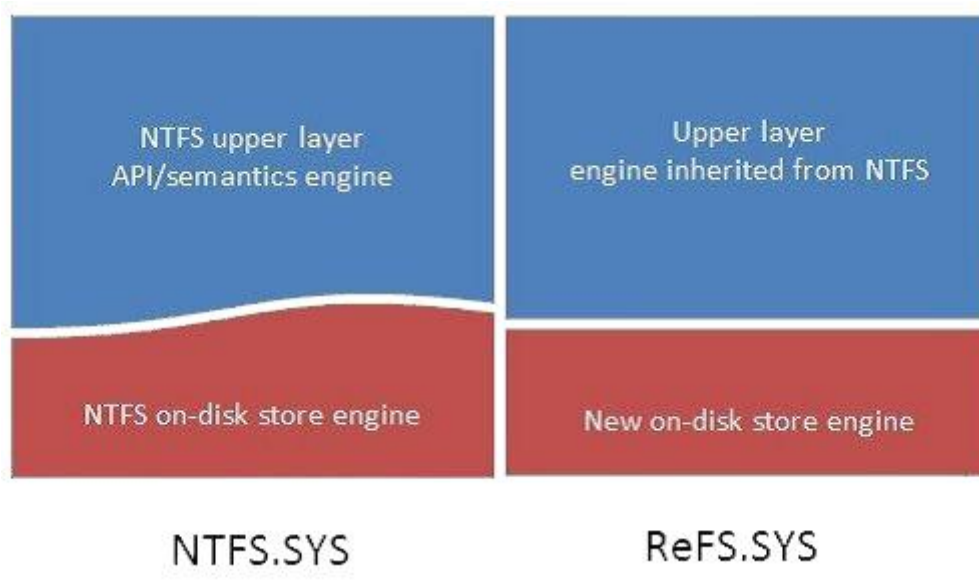 NTFS upper layer
API/semantics engine
Upper layer
engine inherited from NTFS
NTFS on-disk store engine
New on-disk store engine
NTFS.SYS
ReFS.SYS